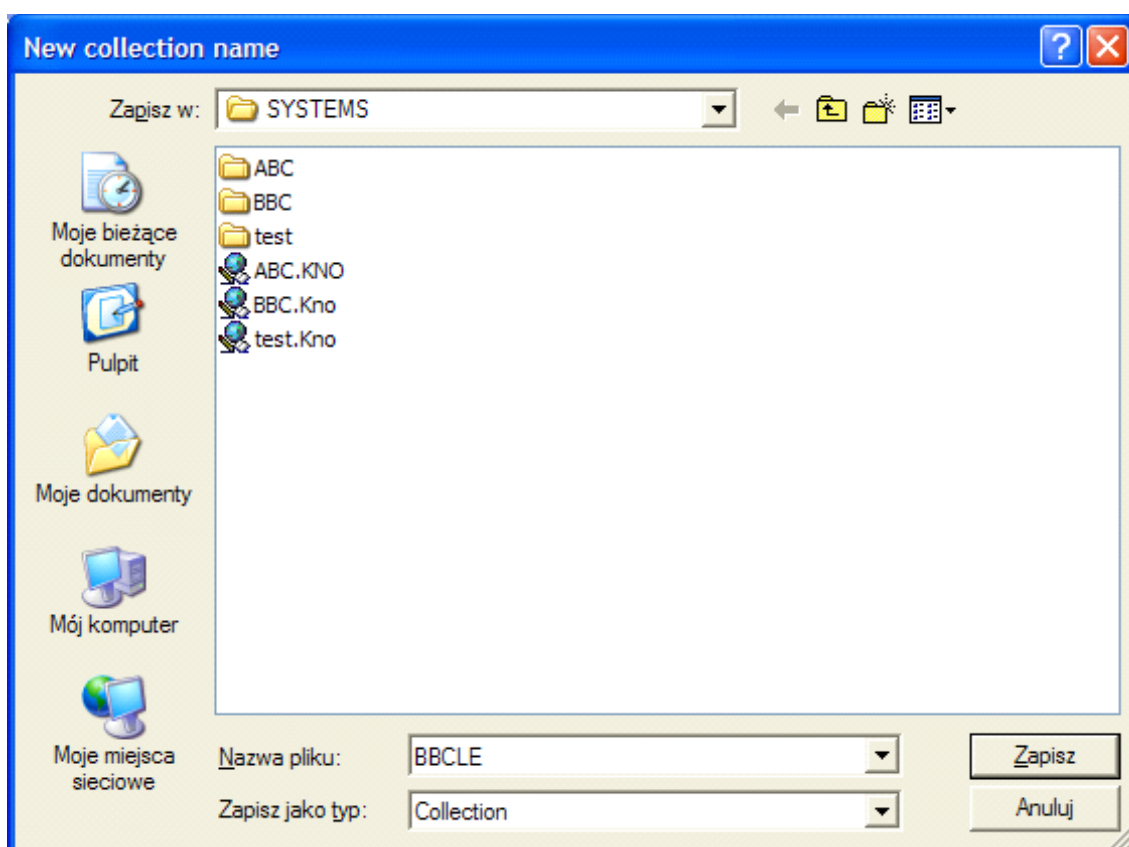 New collection name
Zapisz w: SYSTEMS
ABC
BBC
test
ABC.KNO
BBC.Kno
test.Kno
Moje bieżące
dokumenty
Pulpit
Moje dokumenty
Mój komputer
Moje miejsca
sieciowe
Nazwa pliku: BBCLE Zapisz
Zapisz jako typ: Collection Anuluj